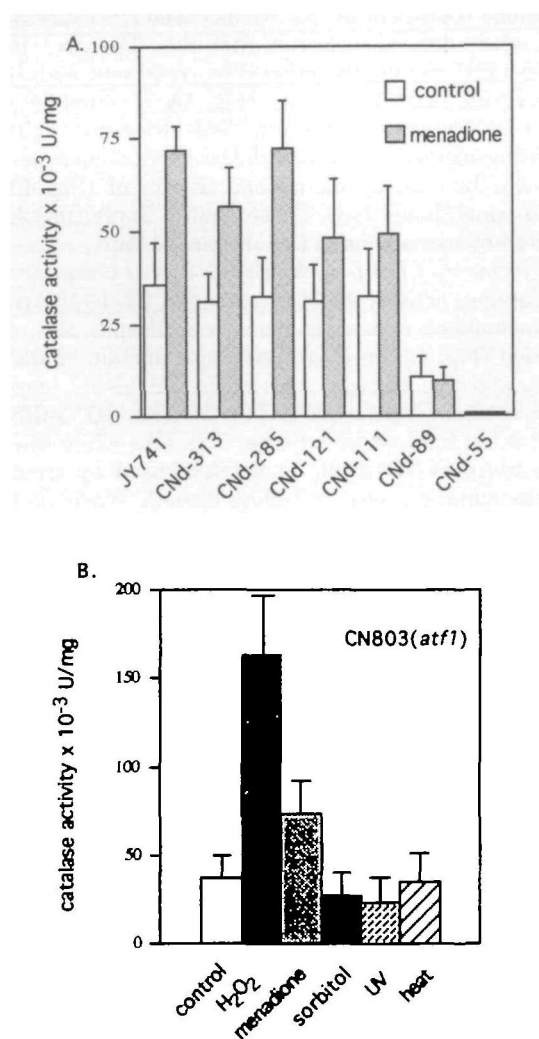 A.
100
75
50
25
0
catalase activity x 10-3 U/mg
control
menadione
JY741
CNd-313
CNd-285
CNd-121
CNd-111
CNd-89
CNd-55
B.
200
150
100
50
0
catalase activity x 10-3 U/mg
CN803(atf1)
control
H2O2
menadione
sorbitol
UV
heat